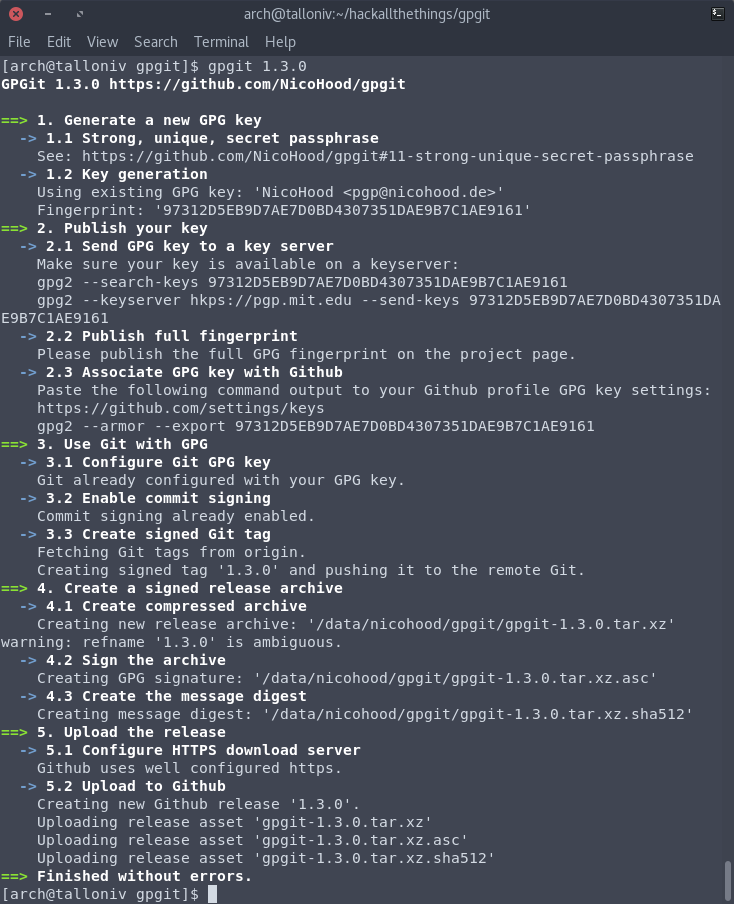 arch@talloniv:~/hackallthethings/gpgit
File Edit View Search Terminal Help
[arch@talloniv gpgit]$ gpgit 1.3.0
GPGit 1.3.0 https://github.com/NicoHood/gpgit
==> 1. Generate a new GPG key
-> 1.1 Strong, unique, secret passphrase
See: https://github.com/NicoHood/gpgit#11-strong-unique-secret-passphrase
-> 1.2 Key generation
Using existing GPG key: 'NicoHood <pgp@nicohood.de>'
Fingerprint: '97312D5EB9D7AE7D0BD4307351DAE9B7C1AE9161'
==> 2. Publish your key
-> 2.1 Send GPG key to a key server
Make sure your key is available on a keyserver:
gpg2 --search-keys 97312D5EB9D7AE7D0BD4307351DAE9B7C1AE9161
gpg2 --keyserver hkps://pgp.mit.edu --send-keys 97312D5EB9D7AE7D0BD4307351DA
E9B7C1AE9161
-> 2.2 Publish full fingerprint
Please publish the full GPG fingerprint on the project page.
-> 2.3 Associate GPG key with Github
Paste the following command output to your Github profile GPG key settings:
https://github.com/settings/keys
gpg2 --armor --export 97312D5EB9D7AE7D0BD4307351DAE9B7C1AE9161
==> 3. Use Git with GPG
-> 3.1 Configure Git GPG key
Git already configured with your GPG key.
-> 3.2 Enable commit signing
Commit signing already enabled.
-> 3.3 Create signed Git tag
Fetching Git tags from origin.
Creating signed tag '1.3.0' and pushing it to the remote Git.
==> 4. Create a signed release archive
-> 4.1 Create compressed archive
Creating new release archive: '/data/nicohood/gpgit/gpgit-1.3.0.tar.xz'
warning: refname '1.3.0' is ambiguous.
-> 4.2 Sign the archive
Creating GPG signature: '/data/nicohood/gpgit/gpgit-1.3.0.tar.xz.asc'
-> 4.3 Create the message digest
Creating message digest: '/data/nicohood/gpgit/gpgit-1.3.0.tar.xz.sha512'
==> 5. Upload the release
-> 5.1 Configure HTTPS download server
Github uses well configured https.
-> 5.2 Upload to Github
Creating new Github release '1.3.0'.
Uploading release asset 'gpgit-1.3.0.tar.xz'
Uploading release asset 'gpgit-1.3.0.tar.xz.asc'
Uploading release asset 'gpgit-1.3.0.tar.xz.sha512'
==> Finished without errors.
[arch@talloniv gpgit]$